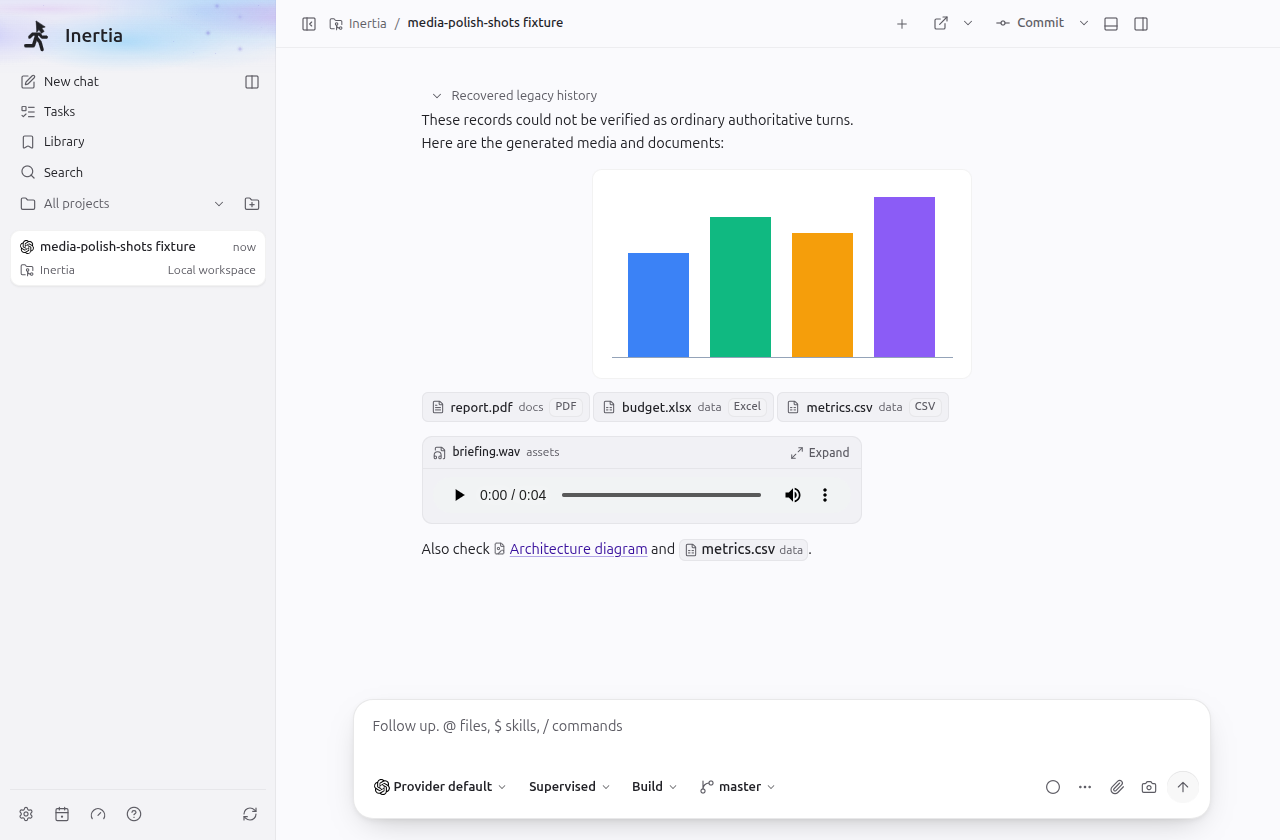 Inertia
New chat
Tasks
Library
Search
All projects
media-polish-shots fixture now
Inertia Local workspace
Inertia / media-polish-shots fixture
Commit
Recovered legacy history
These records could not be verified as ordinary authoritative turns.
Here are the generated media and documents:
report.pdf docs PDF
budget.xlsx data Excel
metrics.csv data CSV
briefing.wav assets Expand
0:00 / 0:04
Also check Architecture diagram and metrics.csv data.
Follow up. @ files, $ skills, / commands
Provider default Supervised Build master